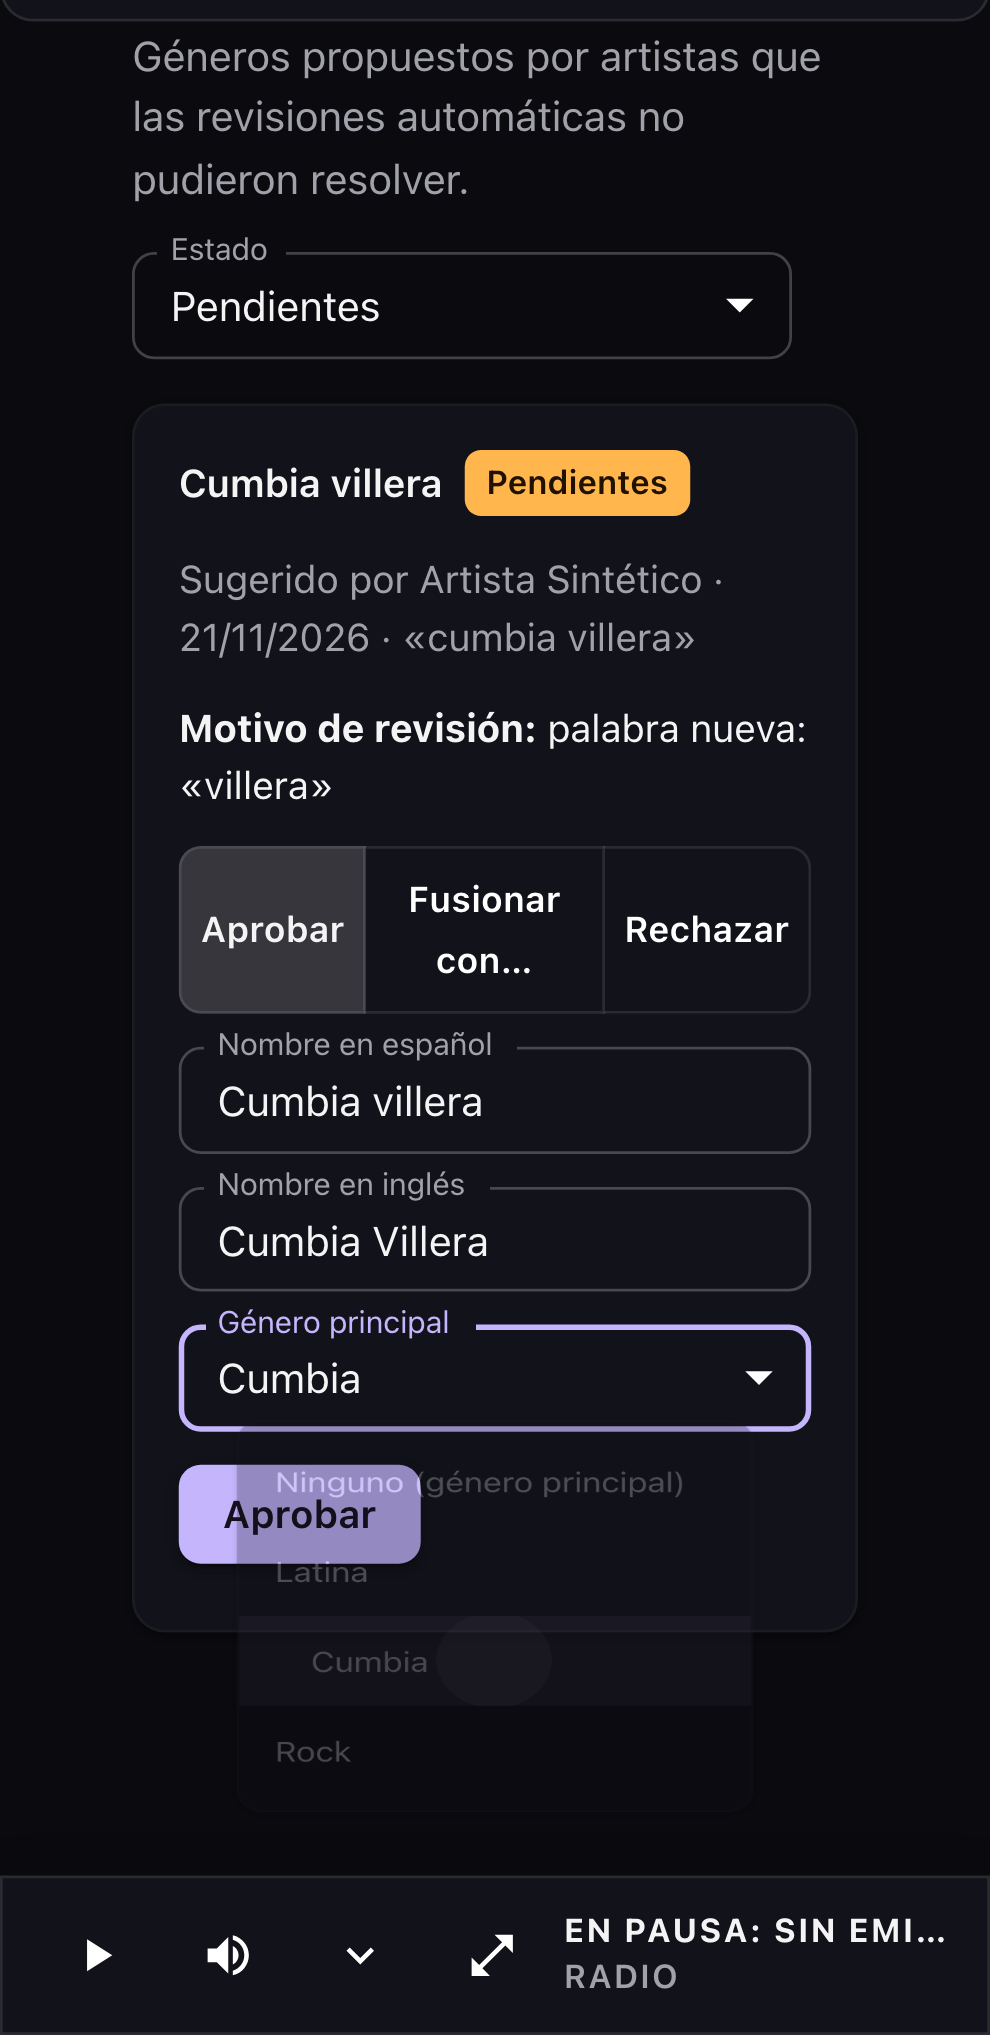 Géneros propuestos por artistas que
las revisiones automáticas no
pudieron resolver.
Estado
Pendientes
Cumbia villera
Pendientes
Sugerido por Artista Sintético ·
21/11/2026 · «cumbia villera»
Motivo de revisión: palabra nueva:
«villera»
Aprobar
Fusionar
con...
Rechazar
Nombre en español
Cumbia villera
Nombre en inglés
Cumbia Villera
Género principal
Cumbia
Ninguno (género principal)
Aprobar
Latina
Cumbia
Rock
EN PAUSA: SIN EMI...
RADIO